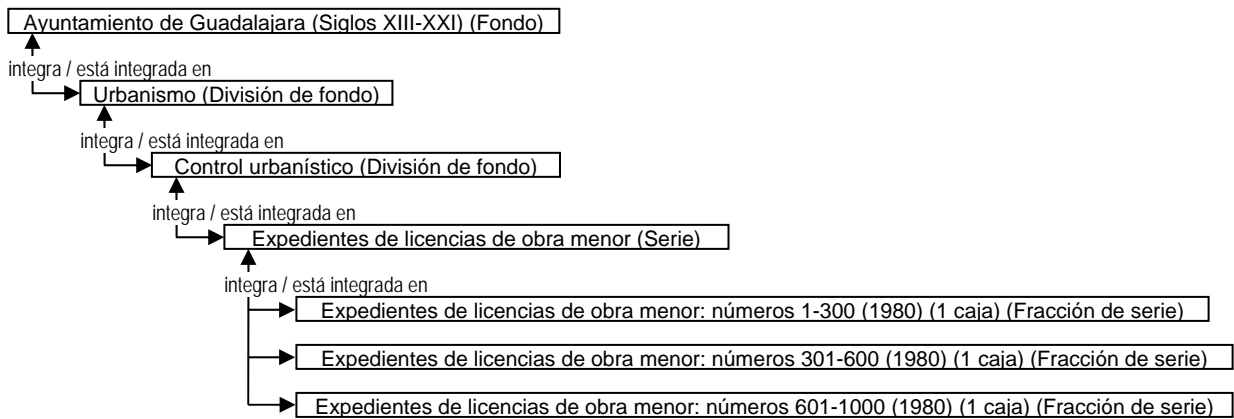 Ayuntamiento de Guadalajara (Siglos XIII-XXI) (Fondo)
integra / está integrada en
Urbanismo (División de fondo)
integra / está integrada en
Control urbanístico (División de fondo)
integra / está integrada en
Expedientes de licencias de obra menor (Serie)
integra / está integrada en
Expedientes de licencias de obra menor: números 1-300 (1980) (1 caja) (Fracción de serie)
Expedientes de licencias de obra menor: números 301-600 (1980) (1 caja) (Fracción de serie)
Expedientes de licencias de obra menor: números 601-1000 (1980) (1 caja) (Fracción de serie)